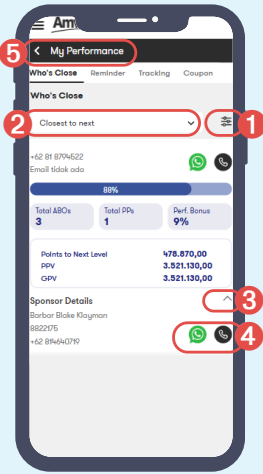 Am
5
My Performance
Who's Close Reminder Tracking Coupon
Who's Close
2
Closest to next
1
+62 81 8794522
Email tidak ada
88%
Total ABOs Total PPs Perf. Bonus
3 1 9%
Points to Next Level 478.870,00
PPV 3.521.130,00
GPV 3.521.130,00
Sponsor Details
3
Barbar Blake Klayman
8822175
+62 814640719
4